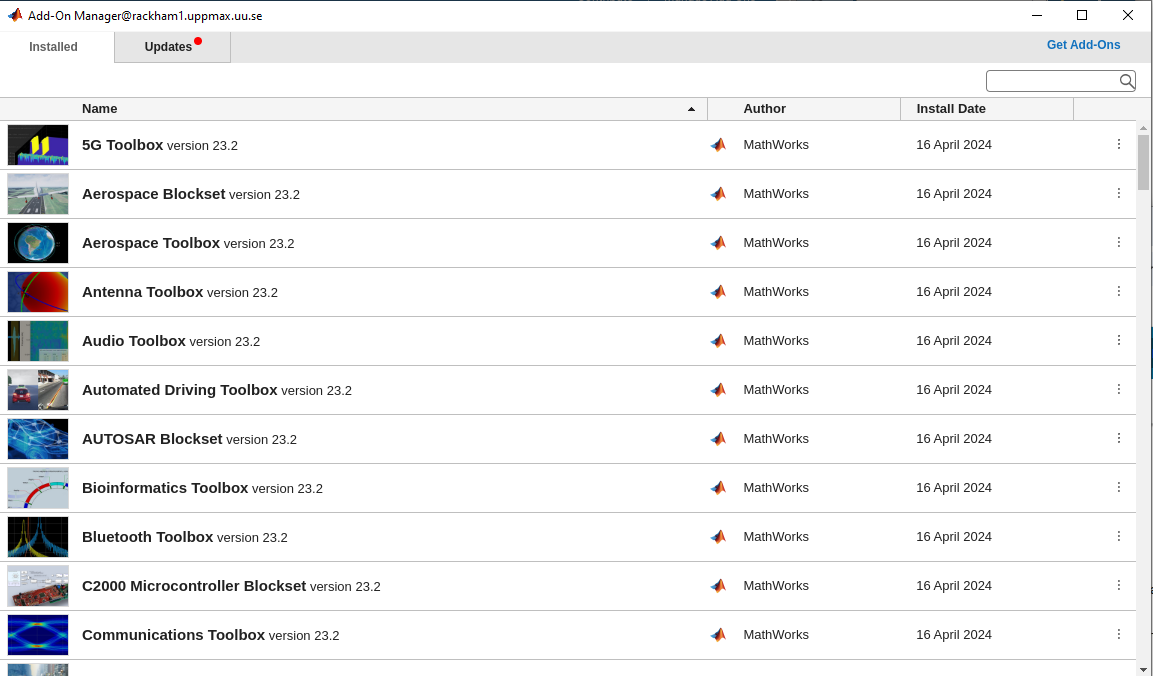 Add-On Manager@rackham1.uppmax.uu.se
Installed Updates Get Add-Ons
Name Author Install Date
5G Toolbox version 23.2 MathWorks 16 April 2024
Aerospace Blockset version 23.2 MathWorks 16 April 2024
Aerospace Toolbox version 23.2 MathWorks 16 April 2024
Antenna Toolbox version 23.2 MathWorks 16 April 2024
Audio Toolbox version 23.2 MathWorks 16 April 2024
Automated Driving Toolbox version 23.2 MathWorks 16 April 2024
AUTOSAR Blockset version 23.2 MathWorks 16 April 2024
Bioinformatics Toolbox version 23.2 MathWorks 16 April 2024
Bluetooth Toolbox version 23.2 MathWorks 16 April 2024
C2000 Microcontroller Blockset version 23.2 MathWorks 16 April 2024
Communications Toolbox version 23.2 MathWorks 16 April 2024